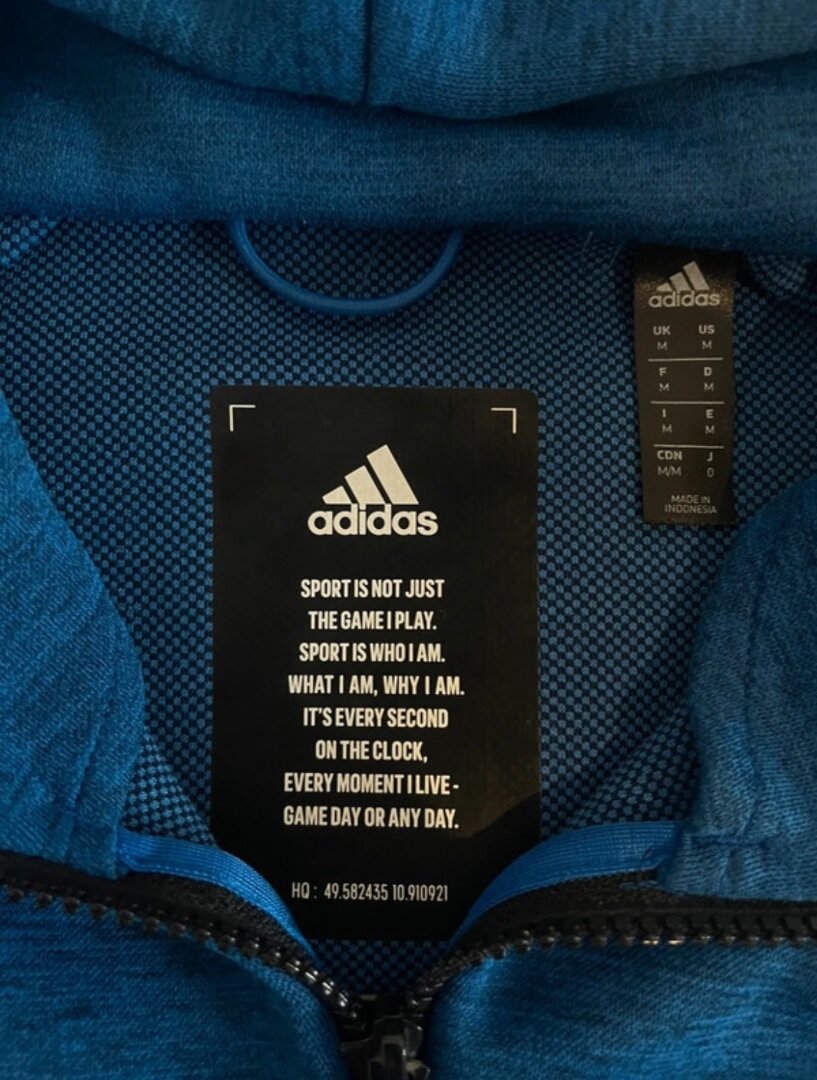 adidas
UK US
M M
F D
M M
I E
M M
CDN J
M/M O
MADE IN
INDONESIA
adidas
SPORT IS NOT JUST
THE GAME I PLAY.
SPORT IS WHO I AM.
WHAT I AM, WHY I AM.
IT'S EVERY SECOND
ON THE CLOCK,
EVERY MOMENT I LIVE -
GAME DAY OR ANY DAY.
HQ : 49.582435 10.910921